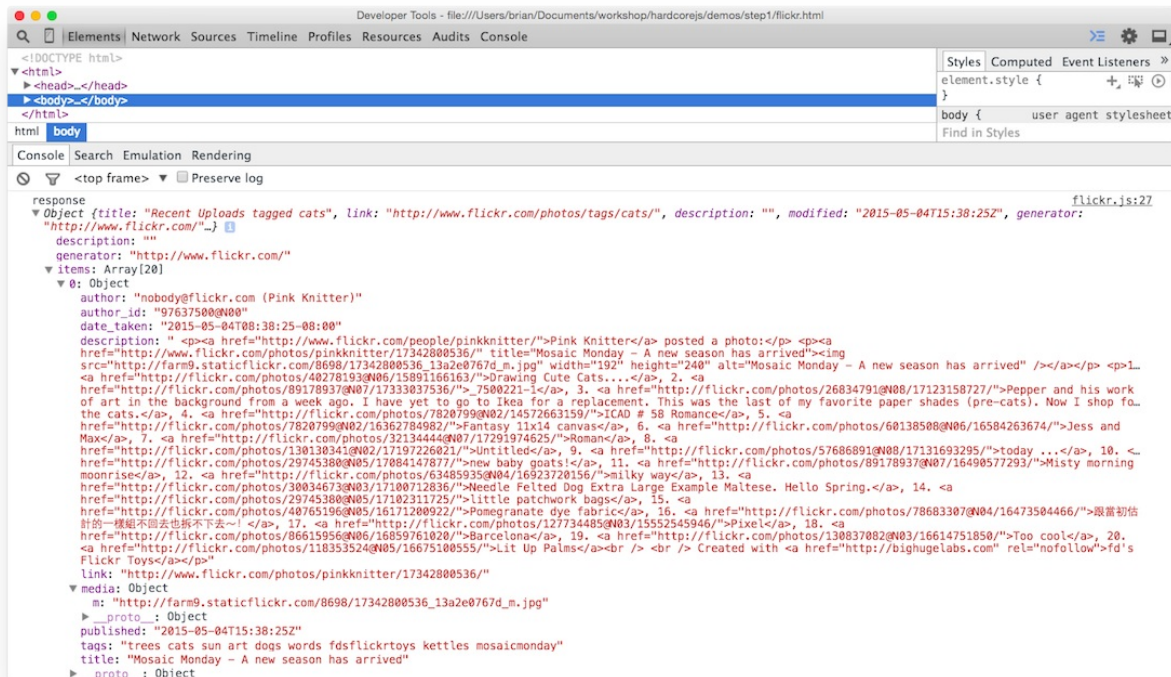 Developer Tools - file:///Users/brian/Documents/workshop/hardcorejs/demos/step1/flickr.html
Elements Network Sources Timeline Profiles Resources Audits Console
<!DOCTYPE html>
▼<html>
▶<head>…</head>
▶<body>…</body>
</html>
html body
Styles Computed Event Listeners »
element.style {
}
body { user agent stylesheet
Find in Styles
Console Search Emulation Rendering
<top frame> ▼ Preserve log
response flickr.js:27
▼ Object {title: "Recent Uploads tagged cats", link: "http://www.flickr.com/photos/tags/cats/", description: "", modified: "2015-05-04T15:38:25Z", generator:
"http://www.flickr.com/"…} i
description: ""
generator: "http://www.flickr.com/"
▼ items: Array[20]
▼ 0: Object
author: "nobody@flickr.com (Pink Knitter)"
author_id: "97637500@N00"
date_taken: "2015-05-04T08:38:25-08:00"
description: " <p><a href="http://www.flickr.com/people/pinkknitter/">Pink Knitter</a> posted a photo:</p> <p><a
href="http://www.flickr.com/photos/pinkknitter/17342800536/" title="Mosaic Monday – A new season has arrived"><img
src="http://farm9.staticflickr.com/8698/17342800536_13a2e0767d_m.jpg" width="192" height="240" alt="Mosaic Monday – A new season has arrived" /></a></p> <p>1…
<a href="http://flickr.com/photos/40278193@N06/15891166163/">Drawing Cute Cats....</a>, 2. <a
href="http://flickr.com/photos/89178937@N07/17333037536/">_7500221-1</a>, 3. <a href="http://flickr.com/photos/26834791@N08/17123158727/">Pepper and his work
of art in the background from a week ago. I have yet to go to Ikea for a replacement. This was the last of my favorite paper shades (pre-cats). Now I shop fo…
the cats.</a>, 4. <a href="http://flickr.com/photos/7820799@N02/14572663159/">ICAD # 58 Romance</a>, 5. <a
href="http://flickr.com/photos/7820799@N02/16362784982/">Fantasy 11x14 canvas</a>, 6. <a href="http://flickr.com/photos/60138508@N06/16584263674/">Jess and
Max</a>, 7. <a href="http://flickr.com/photos/32134444@N07/17291974625/">Roman</a>, 8. <a
href="http://flickr.com/photos/130130341@N02/17197226021/">Untitled</a>, 9. <a href="http://flickr.com/photos/57686891@N08/17131693295/">today ...</a>, 10. <…
href="http://flickr.com/photos/29745380@N05/17084147877/">new baby goats!</a>, 11. <a href="http://flickr.com/photos/89178937@N07/16490577293/">Misty morning
moonrise</a>, 12. <a href="http://flickr.com/photos/63485935@N04/16923720156/">milky way</a>, 13. <a
href="http://flickr.com/photos/30034673@N03/17100712836/">Needle Felted Dog Extra Large Example Maltese. Hello Spring.</a>, 14. <a
href="http://flickr.com/photos/29745380@N05/17102311725/">little patchwork bags</a>, 15. <a
href="http://flickr.com/photos/40765196@N05/16171200922/">Pomegranate dye fabric</a>, 16. <a href="http://flickr.com/photos/78683307@N04/16473504466/">跟當初估
計的一樣組不回去也拆不下去～! </a>, 17. <a href="http://flickr.com/photos/127734485@N03/15552545946/">Pixel</a>, 18. <a
href="http://flickr.com/photos/86615956@N06/16859761020/">Barcelona</a>, 19. <a href="http://flickr.com/photos/130837082@N03/16614751850/">Too cool</a>, 20.
<a href="http://flickr.com/photos/118353524@N05/16675100555/">Lit Up Palms</a><br /> <br /> Created with <a href="http://bighugelabs.com" rel="nofollow">fd's
Flickr Toys</a></p>"
link: "http://www.flickr.com/photos/pinkknitter/17342800536/"
▼ media: Object
m: "http://farm9.staticflickr.com/8698/17342800536_13a2e0767d_m.jpg"
▶ __proto__: Object
published: "2015-05-04T15:38:25Z"
tags: "trees cats sun art dogs words fdsflickrtoys kettles mosaicmonday"
title: "Mosaic Monday – A new season has arrived"
▶ __proto__: Object